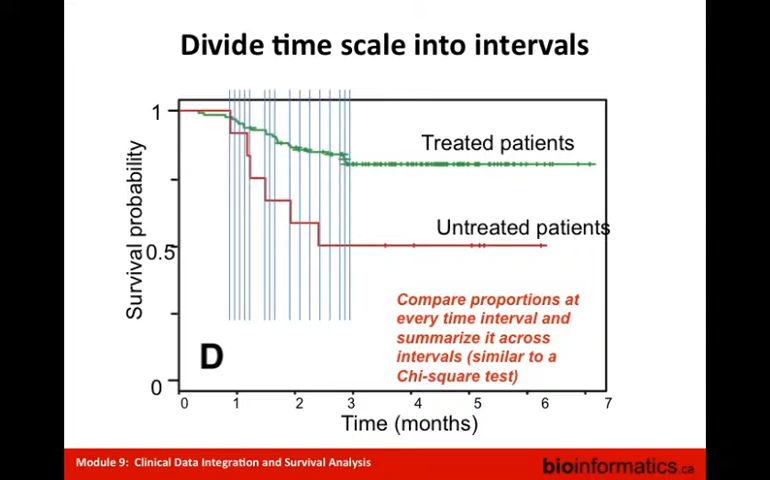 Divide time scale into intervals
1
0.5
0
Survival probability
Treated patients
Untreated patients
Compare proportions at
every time interval and
summarize it across
intervals (similar to a
Chi-square test)
D
0 1 2 3 4 5 6 7
Time (months)
Module 9: Clinical Data Integration and Survival Analysis
bioinformatics.ca